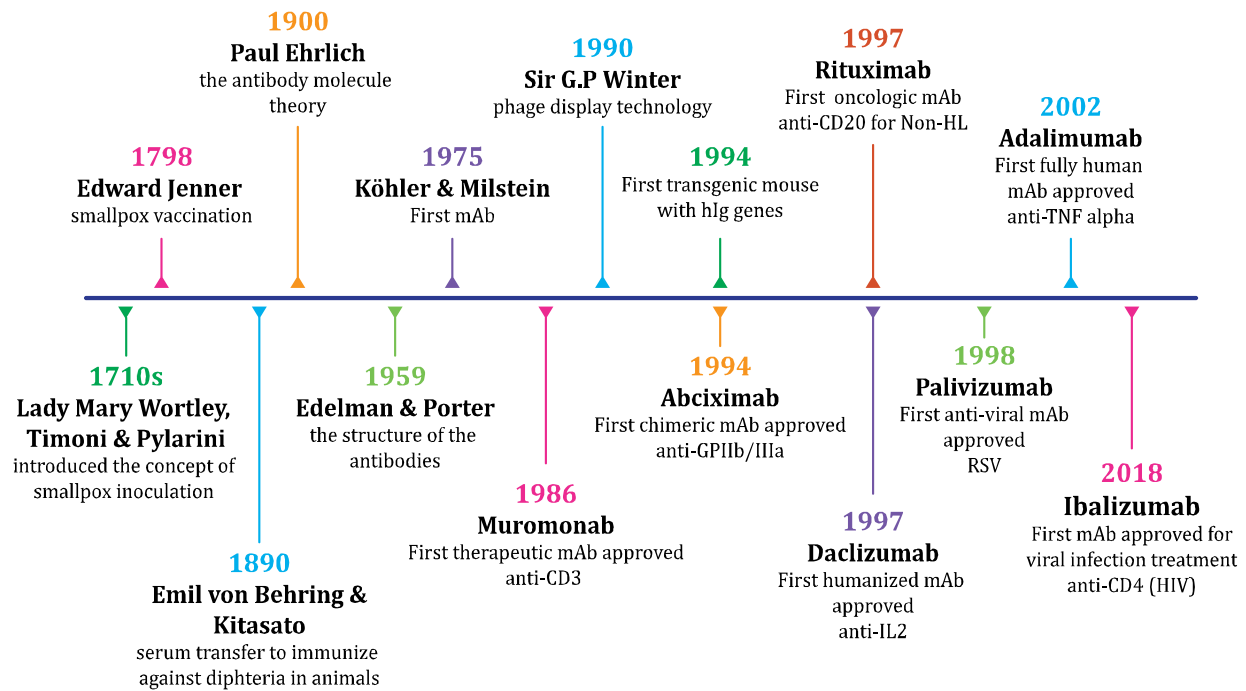 1900
Paul Ehrlich
the antibody molecule
theory
1990
Sir G.P Winter
phage display technology
1997
Rituximab
First oncologic mAb
anti-CD20 for Non-HL
2002
Adalimumab
First fully human
mAb approved
anti-TNF alpha
1798
Edward Jenner
smallpox vaccination
1975
Köhler & Milstein
First mAb
1994
First transgenic mouse
with hIg genes
1710s
Lady Mary Wortley,
Timoni & Pylarini
introduced the concept of
smallpox inoculation
1959
Edelman & Porter
the structure of the
antibodies
1994
Abciximab
First chimeric mAb approved
anti-GPIIb/IIIa
1998
Palivizumab
First anti-viral mAb
approved
RSV
1986
Muromonab
First therapeutic mAb approved
anti-CD3
2018
Ibalizumab
First mAb approved for
viral infection treatment
anti-CD4 (HIV)
1890
Emil von Behring &
Kitasato
serum transfer to immunize
against diphteria in animals
1997
Daclizumab
First humanized mAb
approved
anti-IL2